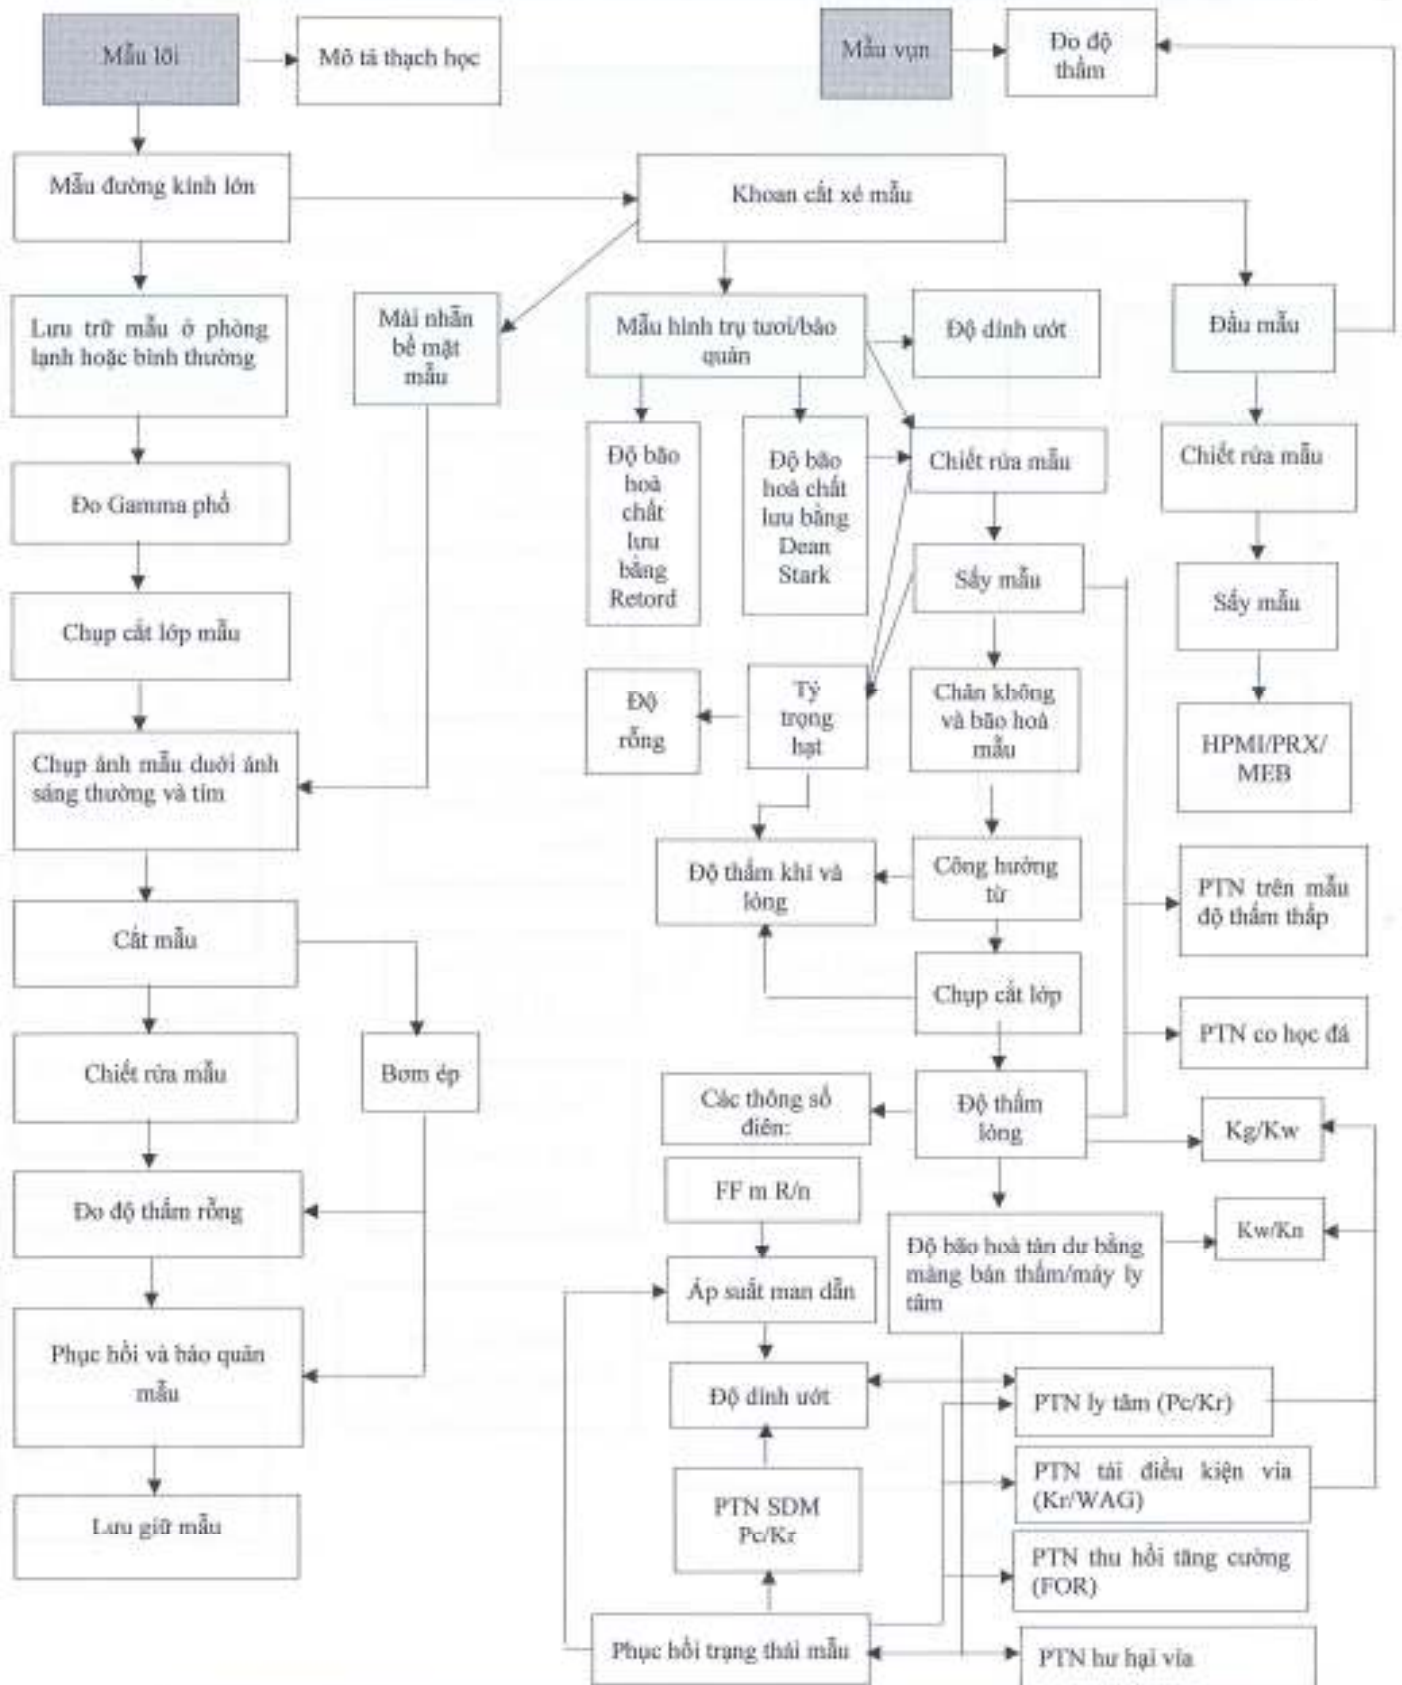 Mẫu lõi
Mô tả thạch học
Mẫu vụn
Đo độ
thấm
Mẫu đường kính lớn
Khoan cắt xẻ mẫu
Lưu trữ mẫu ở phòng
lạnh hoặc bình thường
Mài nhẵn
bề mặt
mẫu
Mẫu hình trụ tươi/bảo
quản
Độ dính ướt
Đầu mẫu
Độ bão
hoà
chất
lưu
bằng
Retord
Độ bão
hoà chất
lưu bằng
Dean
Stark
Chiết rửa mẫu
Chiết rửa mẫu
Đo Gamma phổ
Sấy mẫu
Sấy mẫu
Chụp cắt lớp mẫu
Độ
rỗng
Tỷ
trọng
hạt
Chân không
và bão hoà
mẫu
HPMI/PRX/
MEB
Chụp ảnh mẫu dưới ánh
sáng thường và tím
Độ thấm khí và
lỏng
Cộng hưởng
từ
PTN trên mẫu
độ thấm thấp
Cắt mẫu
Chụp cắt lớp
PTN cơ học đá
Chiết rửa mẫu
Bơm ép
Các thông số
điện:
Độ thấm
lỏng
Kg/Kw
Đo độ thấm rỗng
FF m R/n
Độ bão hoà tàn dư bằng
màng bán thấm/máy ly
tâm
Kw/Kn
Áp suất man dẫn
Phục hồi và bảo quản
mẫu
Độ dính ướt
PTN ly tâm (Pc/Kr)
PTN SDM
Pc/Kr
PTN tái điều kiện vỉa
(Kr/WAG)
Lưu giữ mẫu
PTN thu hồi tăng cường
(FOR)
Phục hồi trạng thái mẫu
PTN hư hại vỉa